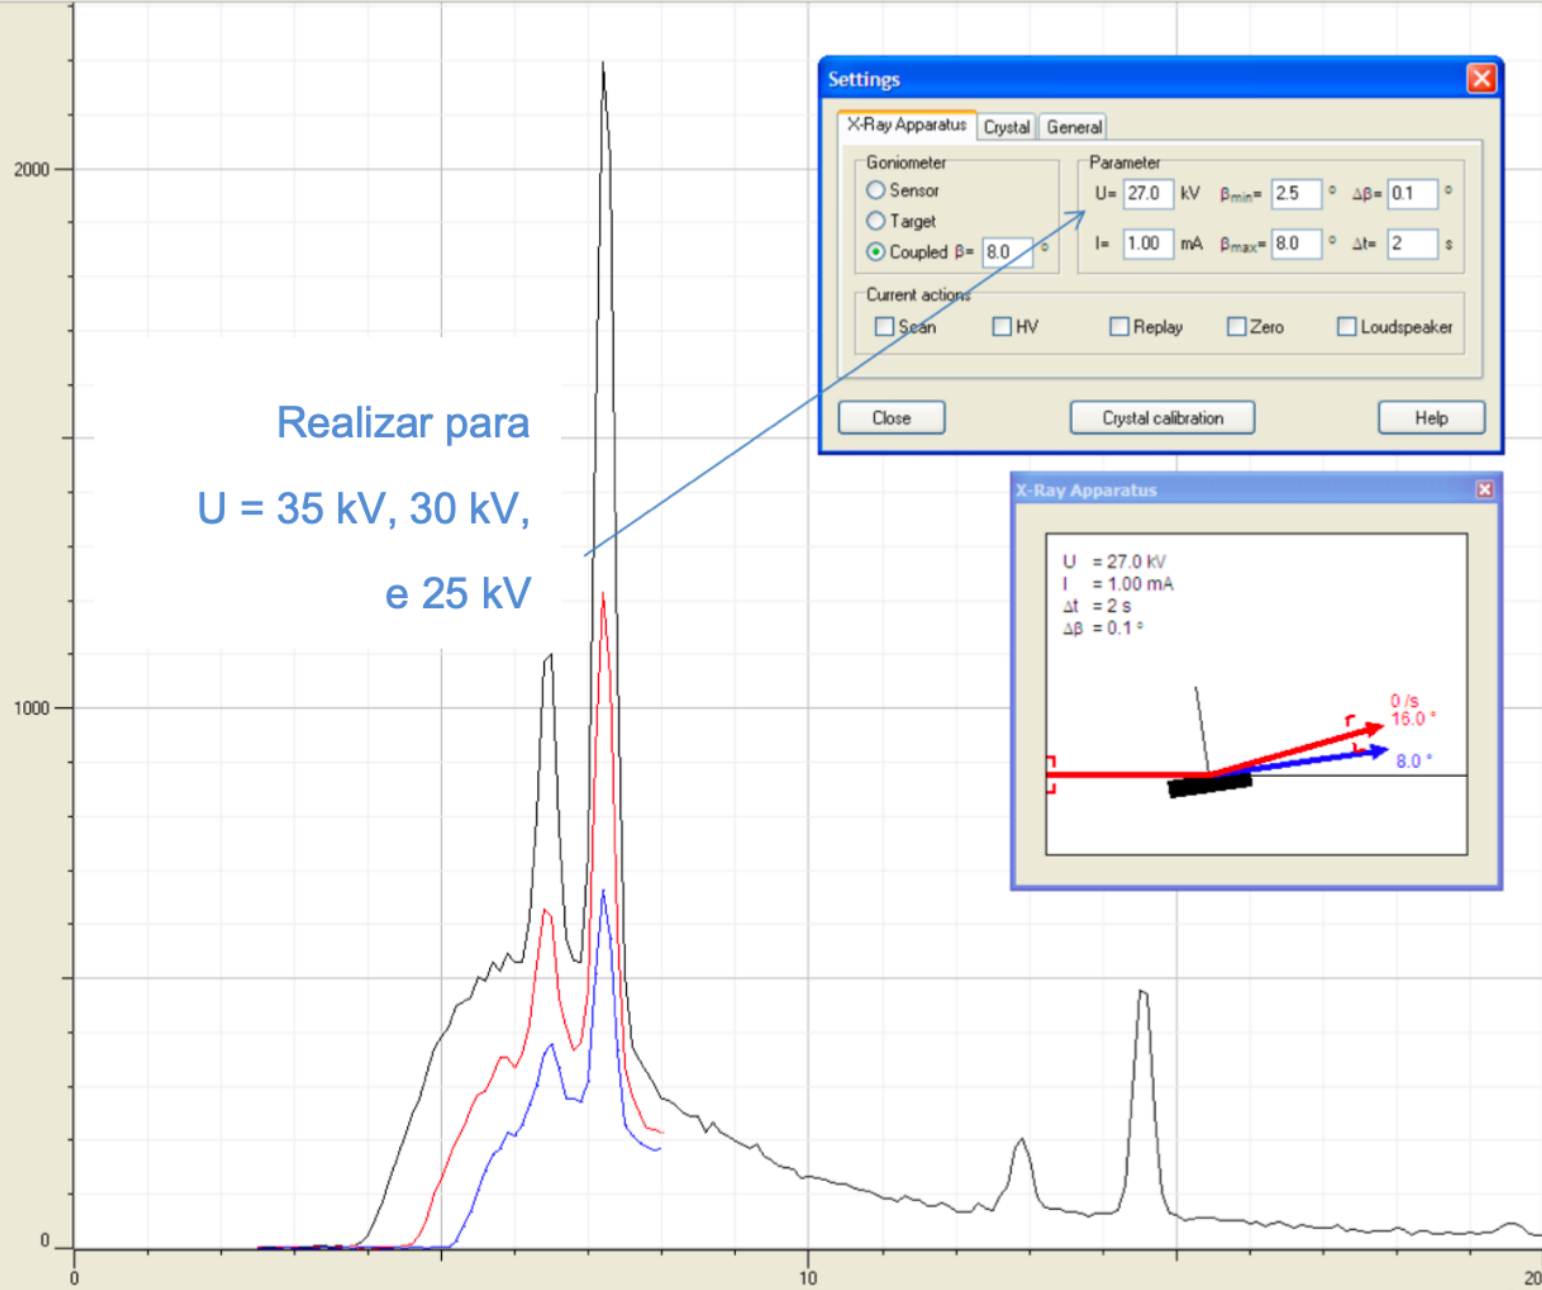 2000
1000
0
0
10
20
Realizar para
U = 35 kV, 30 kV,
e 25 kV
Settings
X-Ray Apparatus
Crystal
General
Goniometer
Sensor
Target
Coupled β= 8.0 °
Parameter
U= 27.0 kV βmin= 2.5 ° Δβ= 0.1 °
I= 1.00 mA βmax= 8.0 ° Δt= 2 s
Current actions
Scan HV Replay Zero Loudspeaker
Close Crystal calibration Help
X-Ray Apparatus
U = 27.0 kV
I = 1.00 mA
Δt = 2 s
Δβ = 0.1 °
0 /s
16.0 °
8.0 °